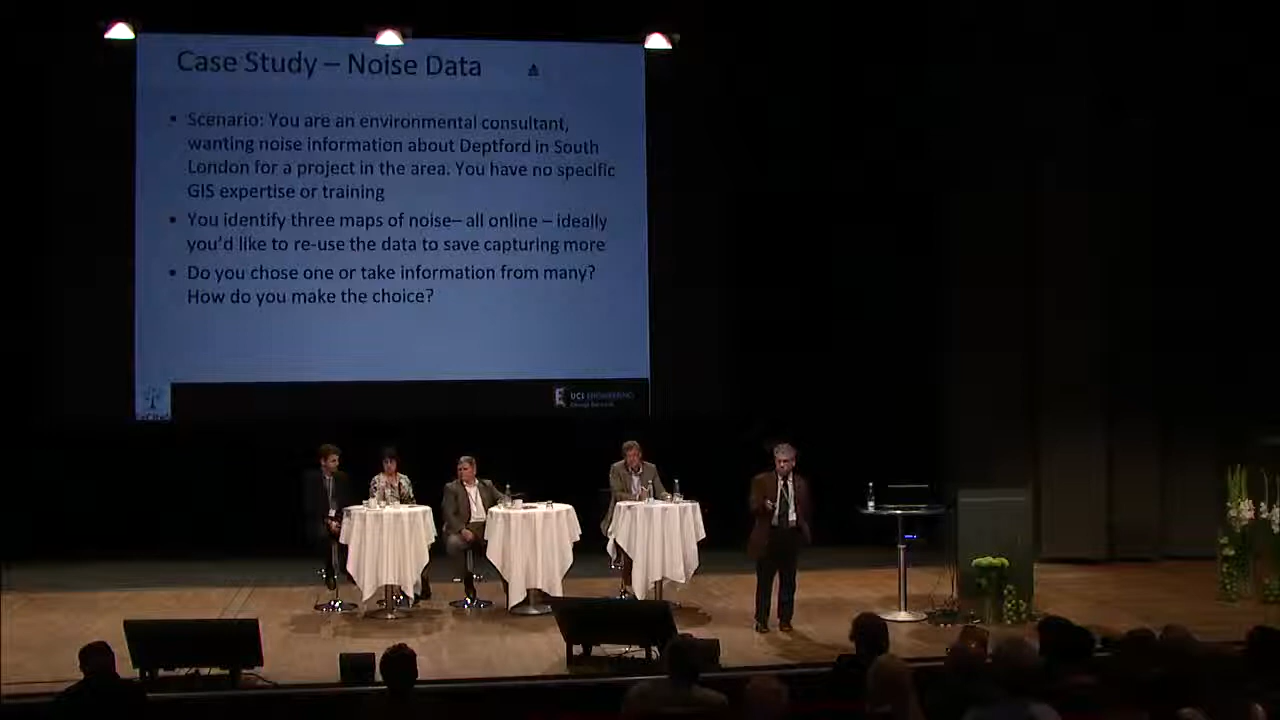 Case Study – Noise Data
• Scenario: You are an environmental consultant,
wanting noise information about Deptford in South
London for a project in the area. You have no specific
GIS expertise or training
• You identify three maps of noise– all online – ideally
you'd like to re-use the data to save capturing more
• Do you chose one or take information from many?
How do you make the choice?
UCL ENGINEERING